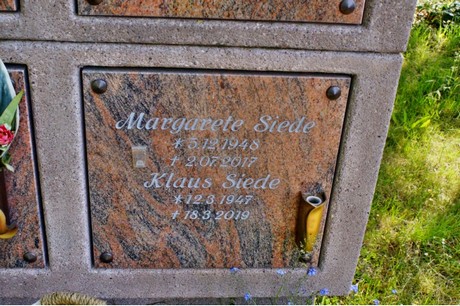 Margarete Siede
* 5.12.1948
† 2.07.2017
Klaus Siede
* 12.3.1947
† 18.3.2019